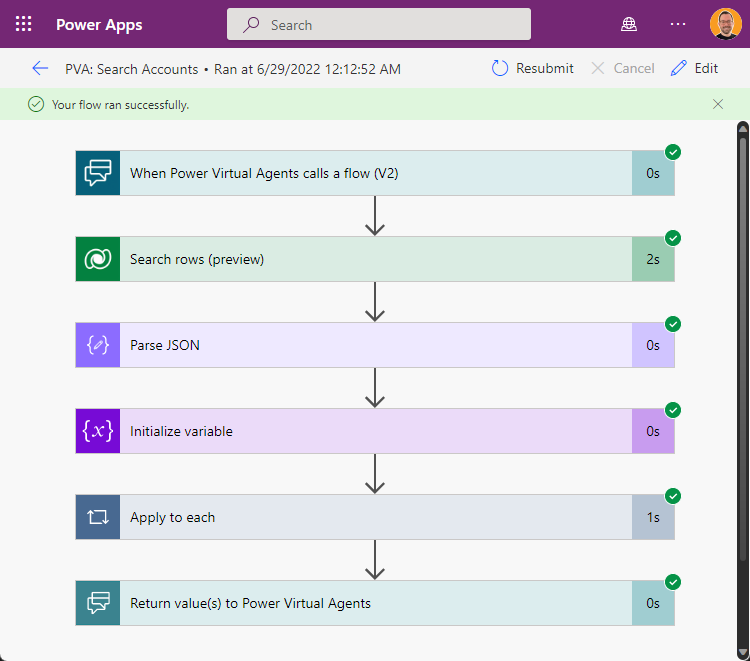 Power Apps
Search
PVA: Search Accounts • Ran at 6/29/2022 12:12:52 AM
Resubmit
Cancel
Edit
Your flow ran successfully.
When Power Virtual Agents calls a flow (V2)
0s
Search rows (preview)
2s
Parse JSON
0s
{x}
Initialize variable
0s
Apply to each
1s
Return value(s) to Power Virtual Agents
0s